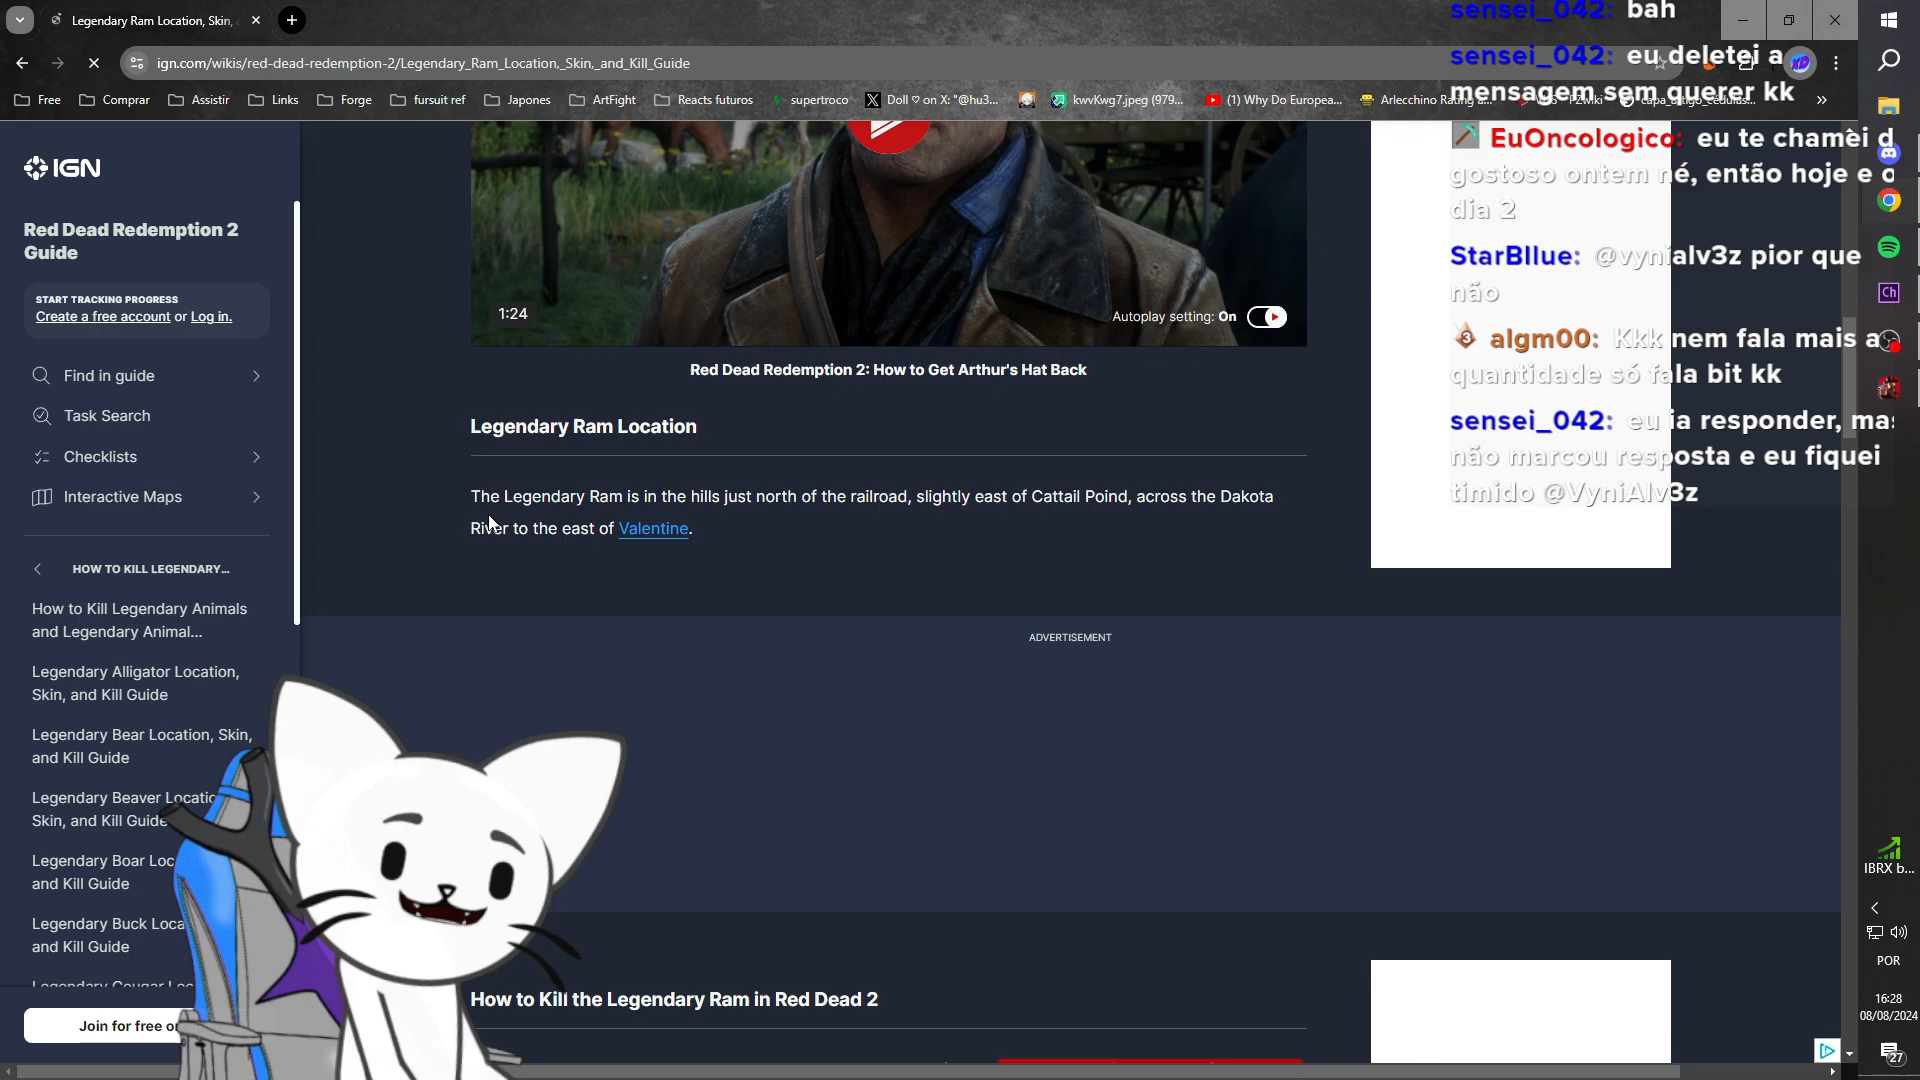 Legendary Ram Location, Skin,
ign.com/wikis/red-dead-redemption-2/Legendary_Ram_Location,_Skin,_and_Kill_Guide
Free
Comprar
Assistir
Links
Forge
fursuit ref
Japones
ArtFight
Reacts futuros
supertroco
Doll ♡ on X: "@hu3...
kwvKwg7.jpeg (979...
(1) Why Do Europea...
Arlecchino Rating a...
sensei_042: bah
sensei_042: eu deletei a
mensagem sem querer kk
EuOncologico: eu te chamei d
gostoso ontem né, então hoje e o
dia 2
StarBllue: @vynialv3z pior que
não
algm00: Kkk nem fala mais a
quantidade só fala bit kk
sensei_042: eu ia responder, mas
não marcou resposta e eu fiquei
timido @VyniAlv3z
IGN
Red Dead Redemption 2
Guide
START TRACKING PROGRESS
Create a free account or Log in.
Find in guide
Task Search
Checklists
Interactive Maps
HOW TO KILL LEGENDARY...
How to Kill Legendary Animals
and Legendary Animal...
Legendary Alligator Location,
Skin, and Kill Guide
Legendary Bear Location, Skin,
and Kill Guide
Legendary Beaver Locatio
Skin, and Kill Guide
Legendary Boar Loc
and Kill Guide
Legendary Buck Loca
and Kill Guide
Legendary Cougar Loc
Join for free or
1:24
Autoplay setting: On
Red Dead Redemption 2: How to Get Arthur's Hat Back
Legendary Ram Location
The Legendary Ram is in the hills just north of the railroad, slightly east of Cattail Poind, across the Dakota
River to the east of Valentine.
ADVERTISEMENT
How to Kill the Legendary Ram in Red Dead 2
Ch
IBRX b...
POR
16:28
08/08/2024
27